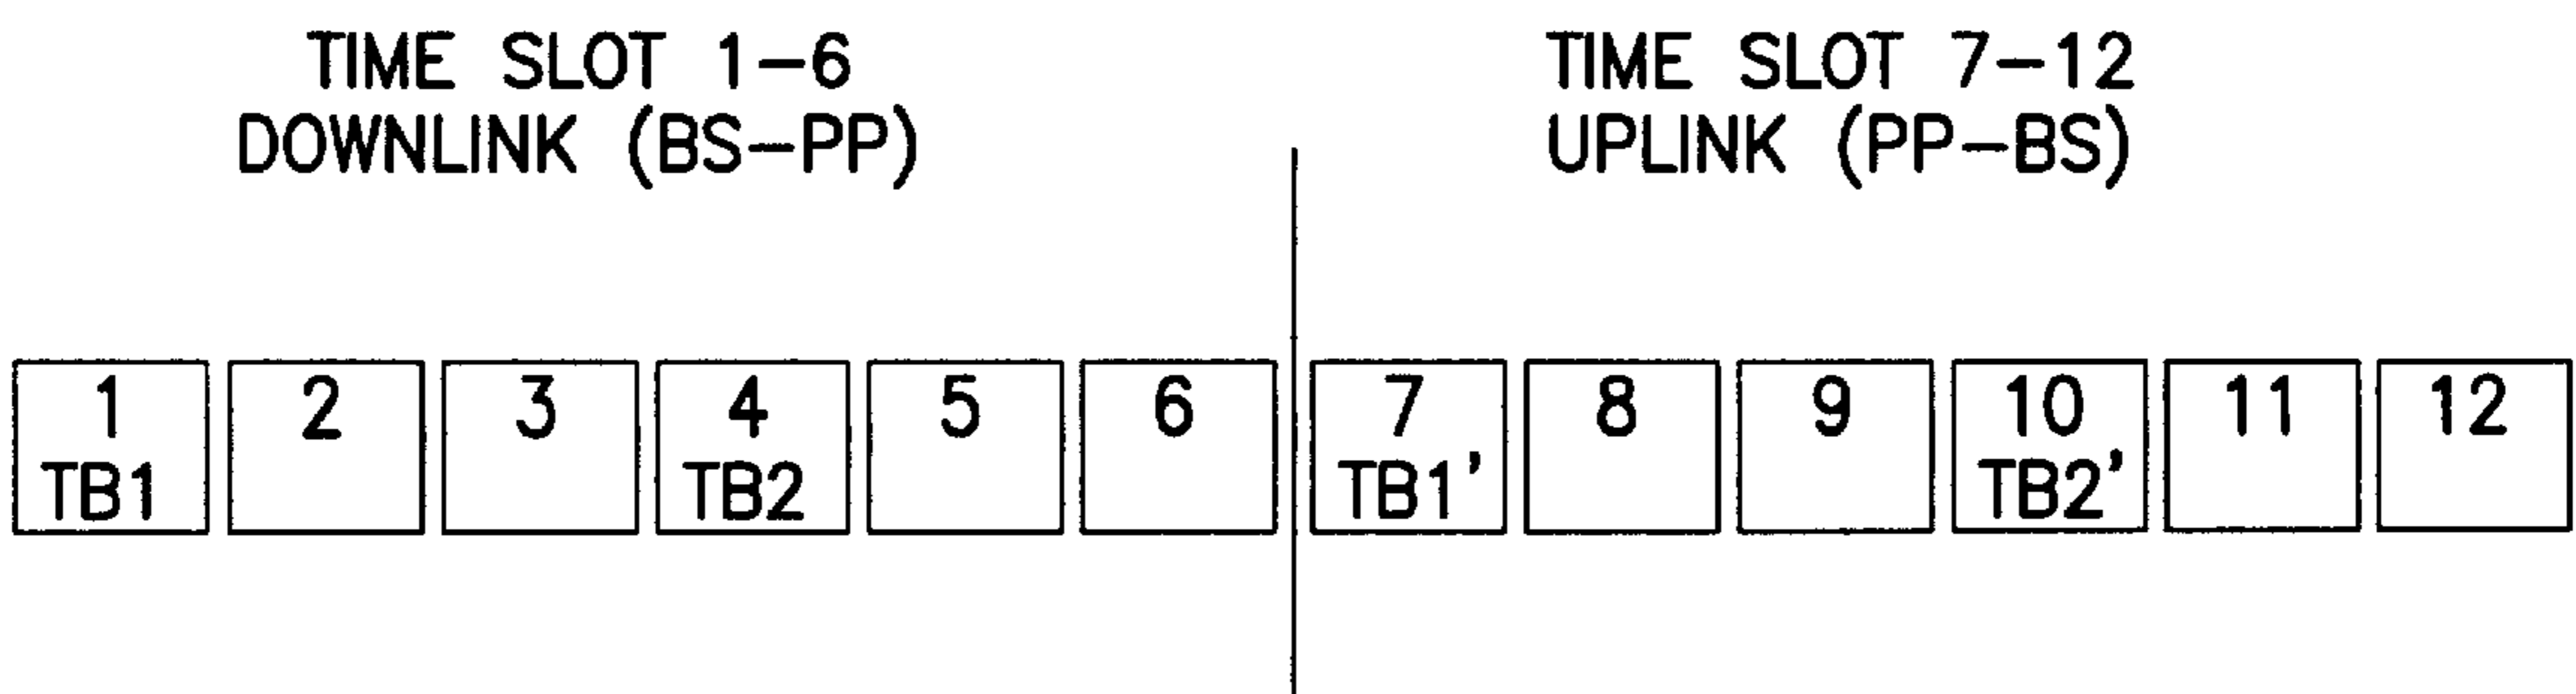 TIME SLOT 1-6
DOWNLINK (BS-PP)
TIME SLOT 7-12
UPLINK (PP-BS)
1 2 3 4 5 6 7 8 9 10 11 12
TB1 TB2 TB1' TB2'